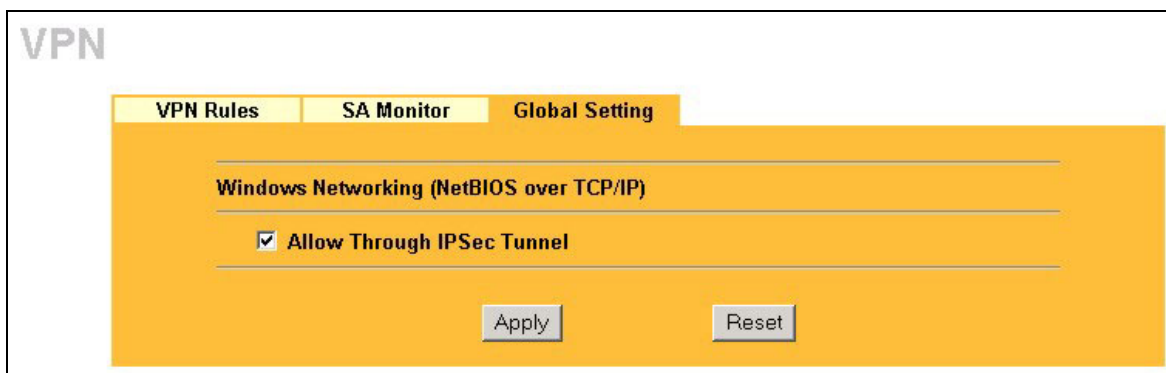 VPN
VPN Rules SA Monitor Global Setting
Windows Networking (NetBIOS over TCP/IP)
Allow Through IPSec Tunnel
Apply Reset